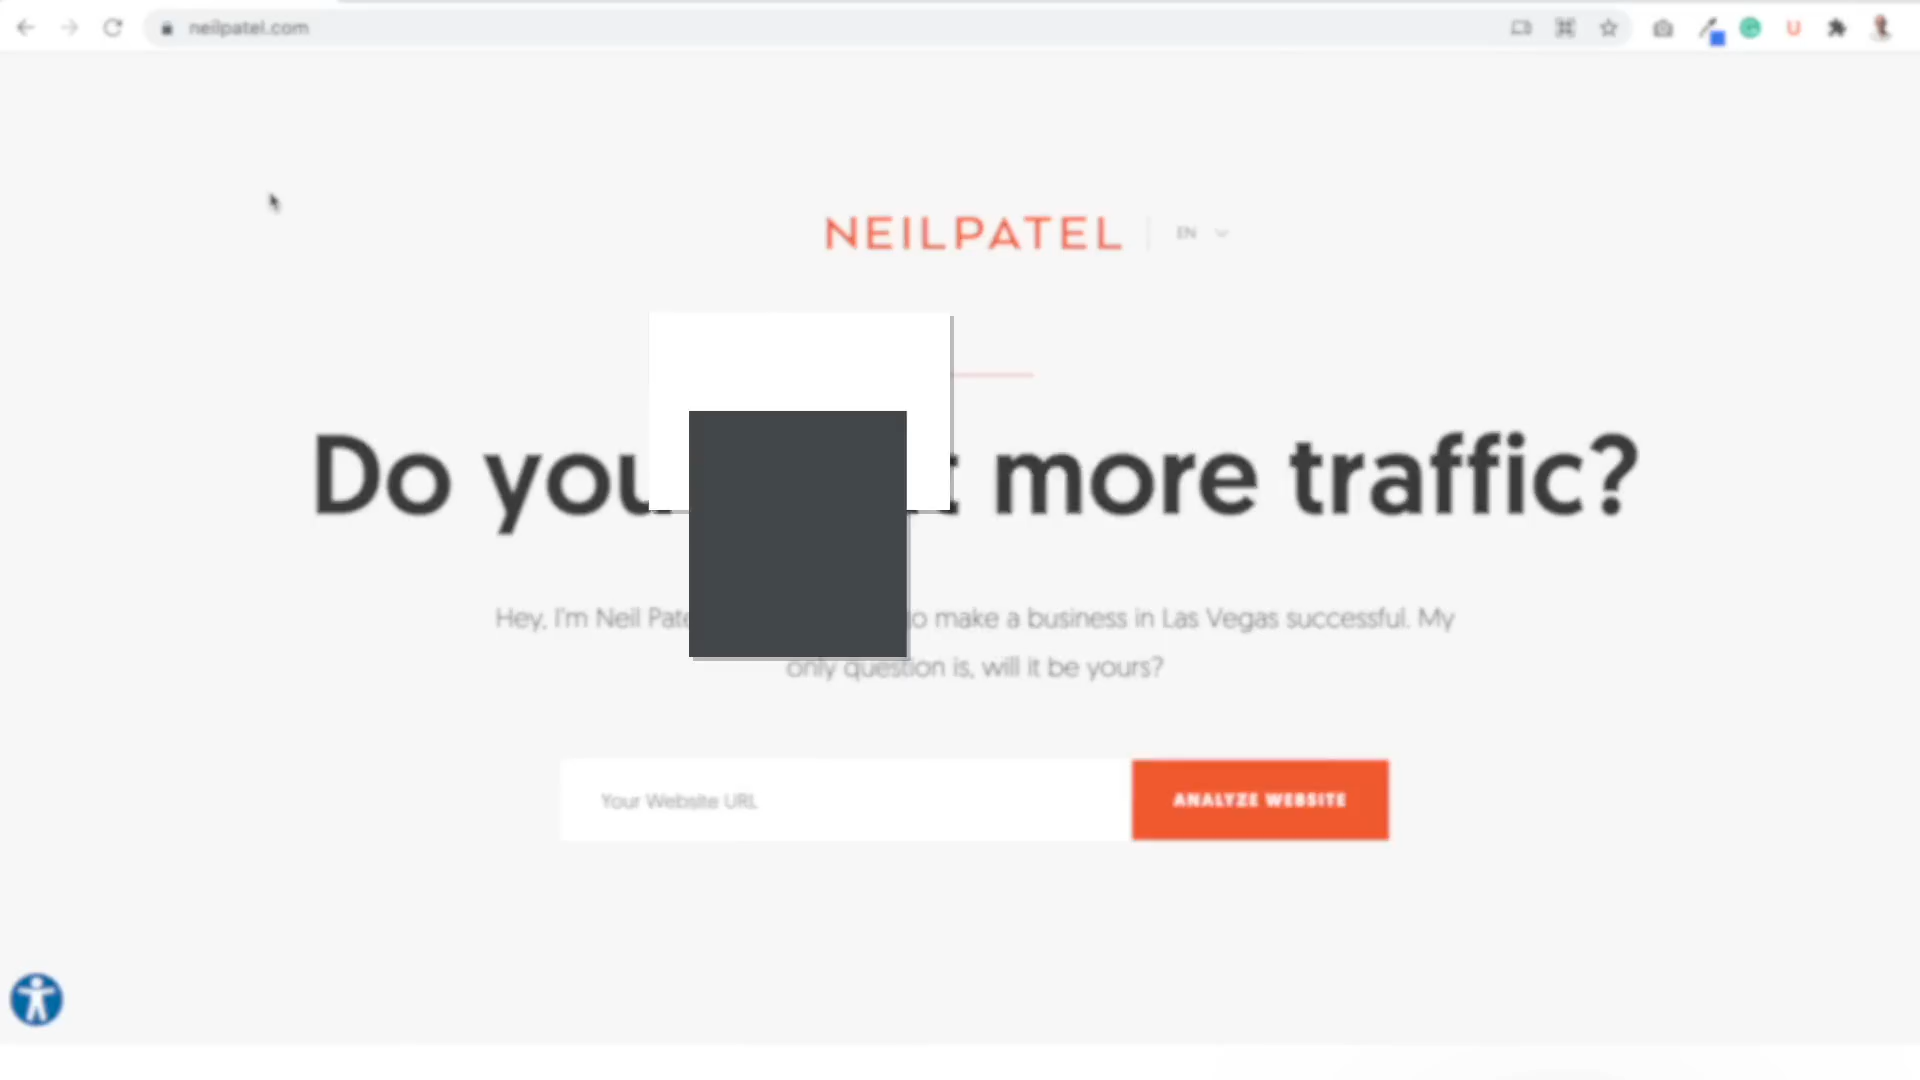 neilpatel.com
NEILPATEL
EN
Do you more traffic?
Hey, I'm Neil to make a business in Las Vegas successful. My
only question is, will it be yours?
Your Website URL
ANALYZE WEBSITE